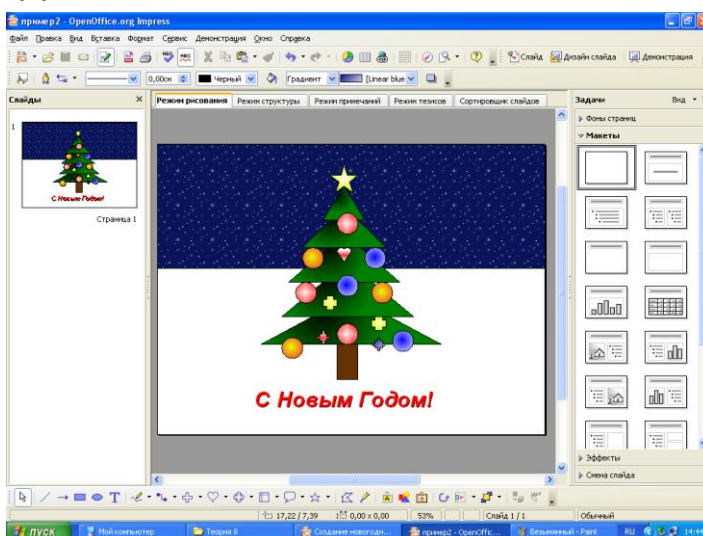 пример2 - OpenOffice.org Impress
Файл Правка Вид Вставка Формат Сервис Демонстрация Окно Справка
Слайд Дизайн слайда Демонстрация
0,00см Черный Градиент [Linear blue
Слайды
Режим рисования Режим структуры Режим примечаний Режим тезисов Сортировщик слайдов
Задачи Вид
Фоны страниц
Макеты
1
С Новым Годом!
Страница 1
С Новым Годом!
Эффекты
Смена слайда
17,22 / 7,39 0,00 x 0,00 53% Слайд 1 / 1 Обычный
пуск Мой компьютер Теория 8 Создание новогодн... пример2 - OpenOffic... Безымянный - Paint RU 14:44